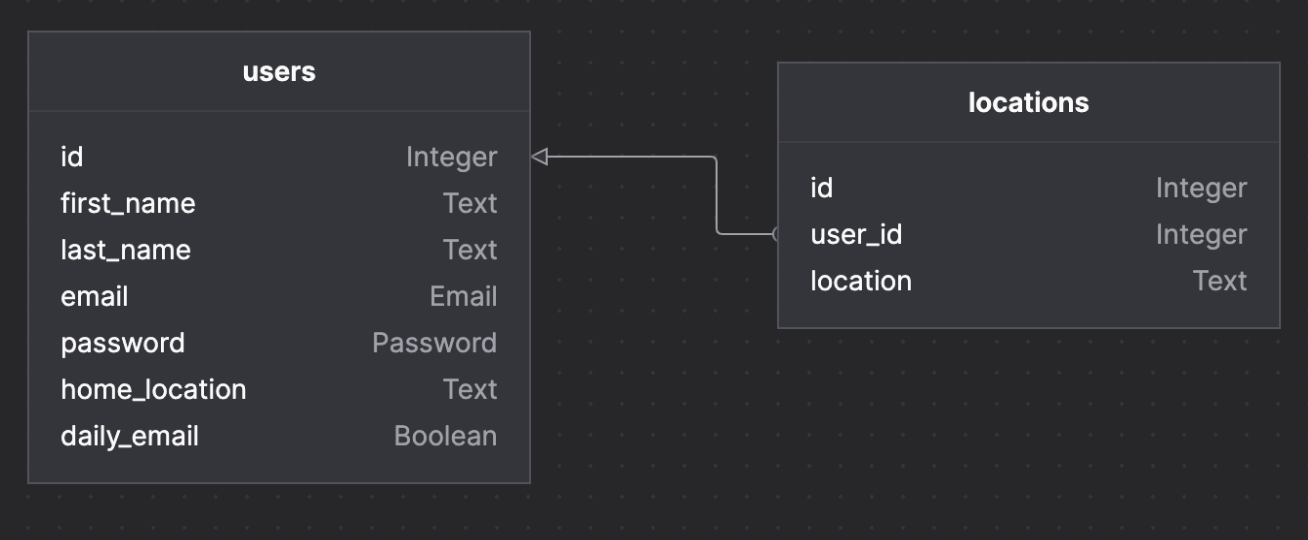 users
id Integer
first_name Text
last_name Text
email Email
password Password
home_location Text
daily_email Boolean
locations
id Integer
user_id Integer
location Text